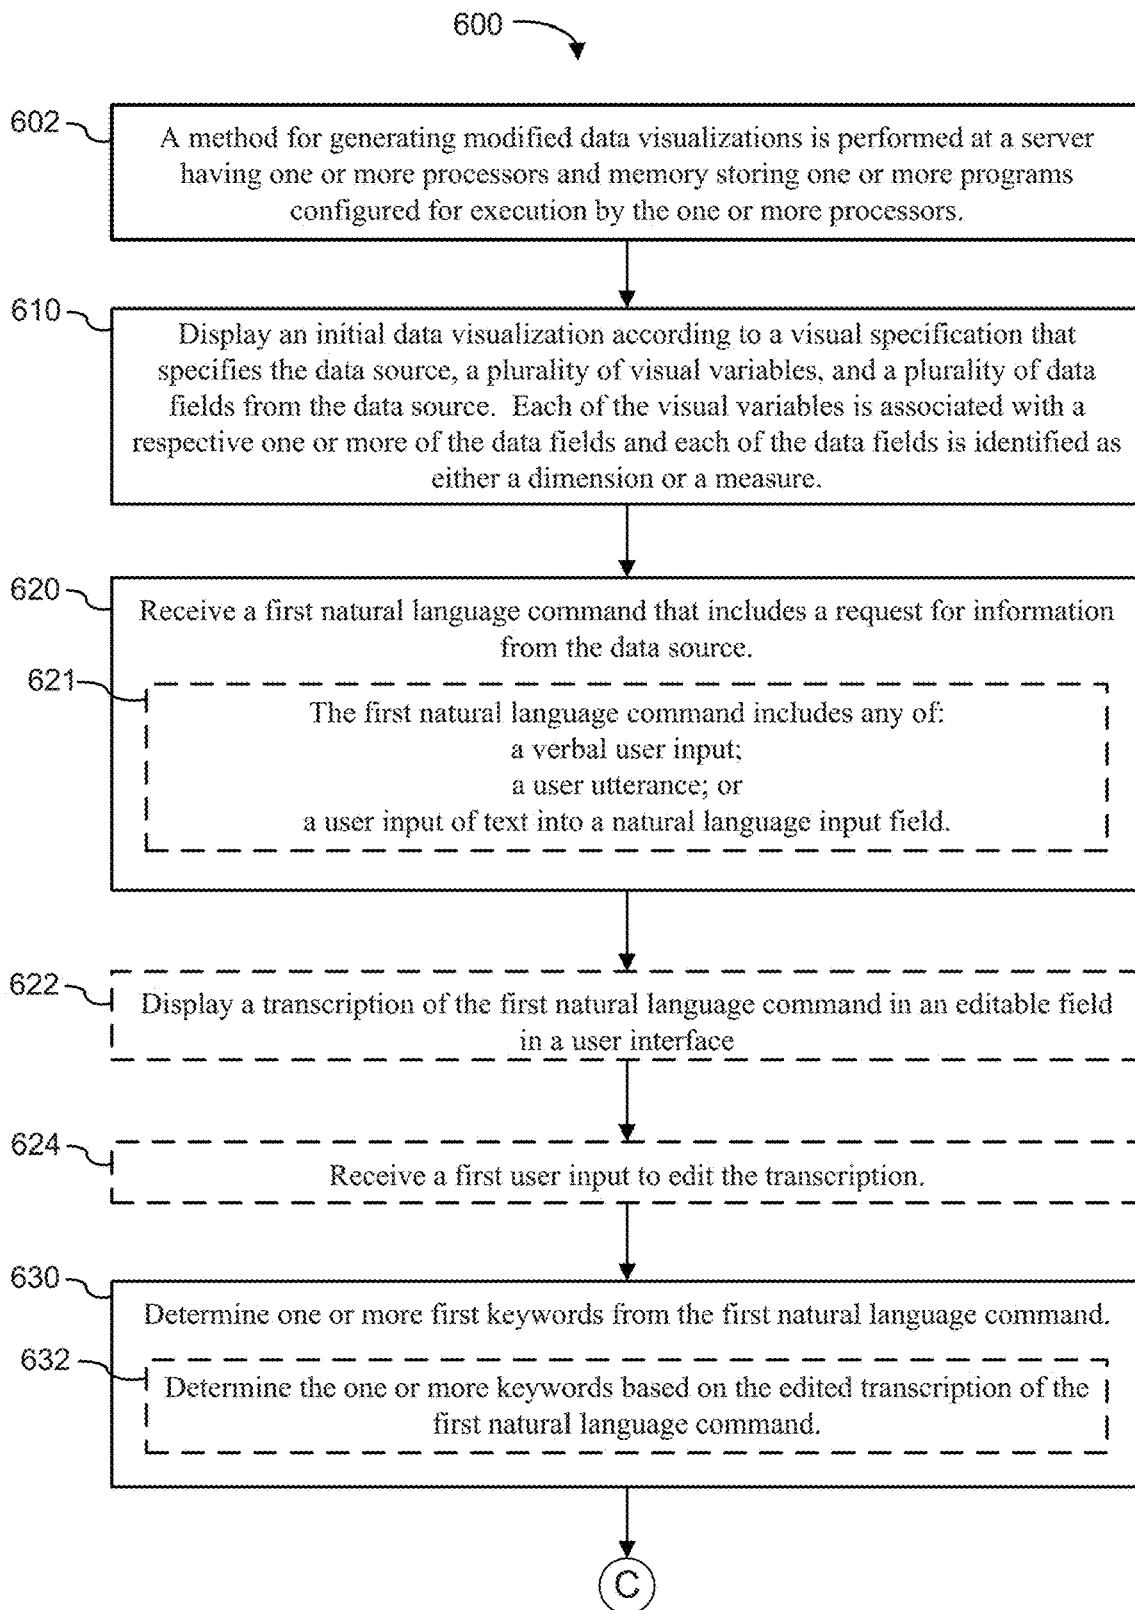 600
602
A method for generating modified data visualizations is performed at a server
having one or more processors and memory storing one or more programs
configured for execution by the one or more processors.
610
Display an initial data visualization according to a visual specification that
specifies the data source, a plurality of visual variables, and a plurality of data
fields from the data source. Each of the visual variables is associated with a
respective one or more of the data fields and each of the data fields is identified as
either a dimension or a measure.
620
Receive a first natural language command that includes a request for information
from the data source.
621
The first natural language command includes any of:
a verbal user input;
a user utterance; or
a user input of text into a natural language input field.
622
Display a transcription of the first natural language command in an editable field
in a user interface
624
Receive a first user input to edit the transcription.
630
Determine one or more first keywords from the first natural language command.
632
Determine the one or more keywords based on the edited transcription of the
first natural language command.
C